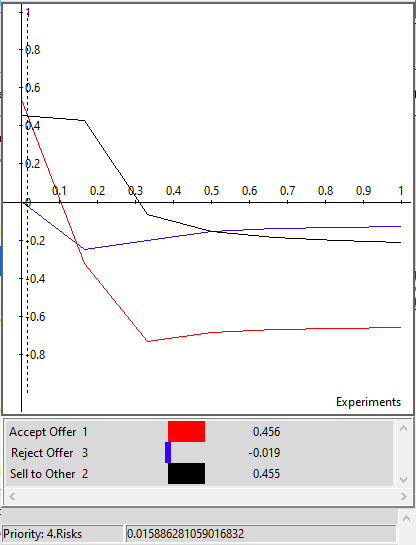 1
0.8
0.6
0.4
0.2
0
0.1 0.2 0.3 0.4 0.5 0.6 0.7 0.8 0.9 1
-0.2
-0.4
-0.6
-0.8
Experiments
Accept Offer 1 0.456
Reject Offer 3 -0.019
Sell to Other 2 0.455
Priority: 4.Risks 0.015886281059016832